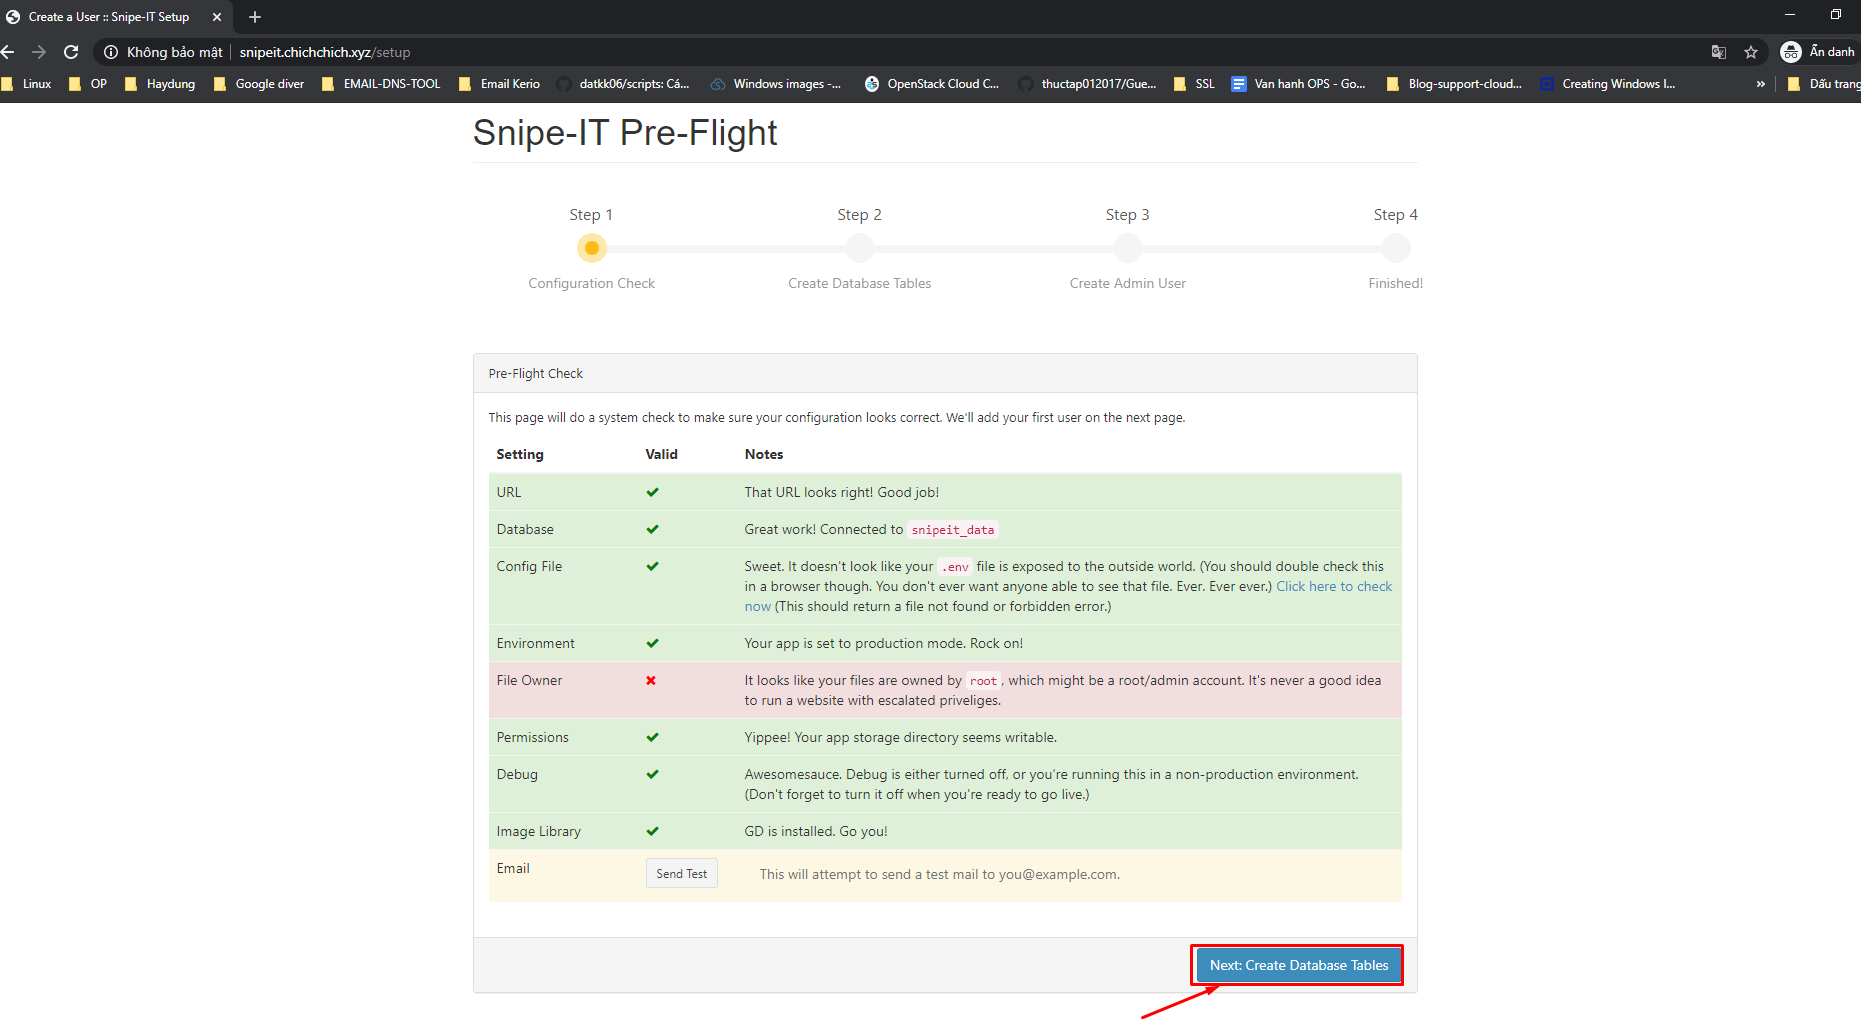 Create a User :: Snipe-IT Setup
Không bảo mật
snipeit.chichchich.xyz/setup
Ẩn danh
Linux
OP
Haydung
Google diver
EMAIL-DNS-TOOL
Email Kerio
datkk06/scripts: Cá...
Windows images -...
OpenStack Cloud C...
thuctap012017/Gue...
SSL
Van hanh OPS - Go...
Blog-support-cloud...
Creating Windows I...
»
Dấu trang
Snipe-IT Pre-Flight
Step 1
Step 2
Step 3
Step 4
Configuration Check
Create Database Tables
Create Admin User
Finished!
Pre-Flight Check
This page will do a system check to make sure your configuration looks correct. We'll add your first user on the next page.
Setting Valid Notes
URL That URL looks right! Good job!
Database Great work! Connected to snipeit_data
Config File Sweet. It doesn't look like your .env file is exposed to the outside world. (You should double check this
in a browser though. You don't ever want anyone able to see that file. Ever. Ever ever.) Click here to check
now (This should return a file not found or forbidden error.)
Environment Your app is set to production mode. Rock on!
File Owner It looks like your files are owned by root, which might be a root/admin account. It's never a good idea
to run a website with escalated priveliges.
Permissions Yippee! Your app storage directory seems writable.
Debug Awesomesauce. Debug is either turned off, or you're running this in a non-production environment.
(Don't forget to turn it off when you're ready to go live.)
Image Library GD is installed. Go you!
Email Send Test This will attempt to send a test mail to you@example.com.
Next: Create Database Tables